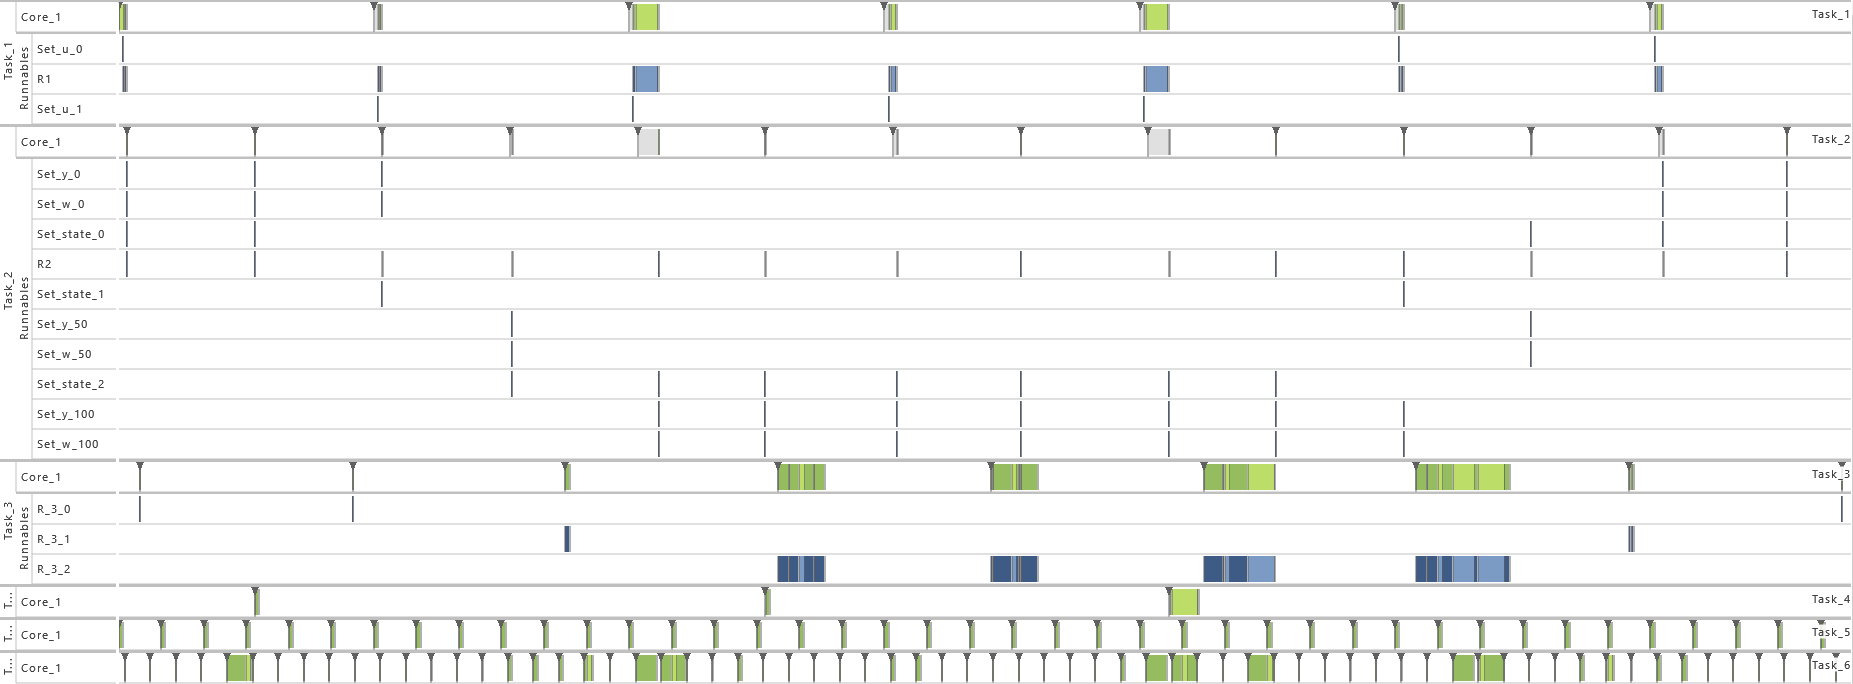 Core_1 Task_1
Task_1
Runnables
Set_u_0
R1
Set_u_1
Core_1 Task_2
Task_2
Runnables
Set_y_0
Set_w_0
Set_state_0
R2
Set_state_1
Set_y_50
Set_w_50
Set_state_2
Set_y_100
Set_w_100
Core_1 Task_3
Task_3
Runnables
R_3_0
R_3_1
R_3_2
T... Core_1 Task_4
T... Core_1 Task_5
T... Core_1 Task_6